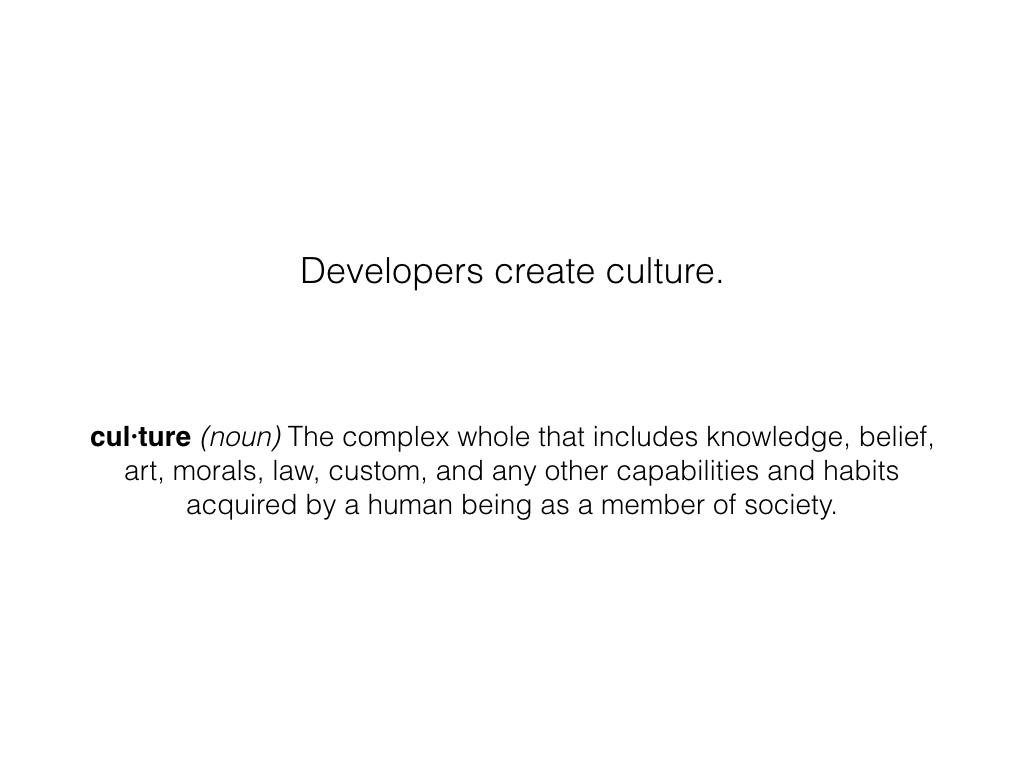 Developers create culture.
cul·ture (noun) The complex whole that includes knowledge, belief,
art, morals, law, custom, and any other capabilities and habits
acquired by a human being as a member of society.